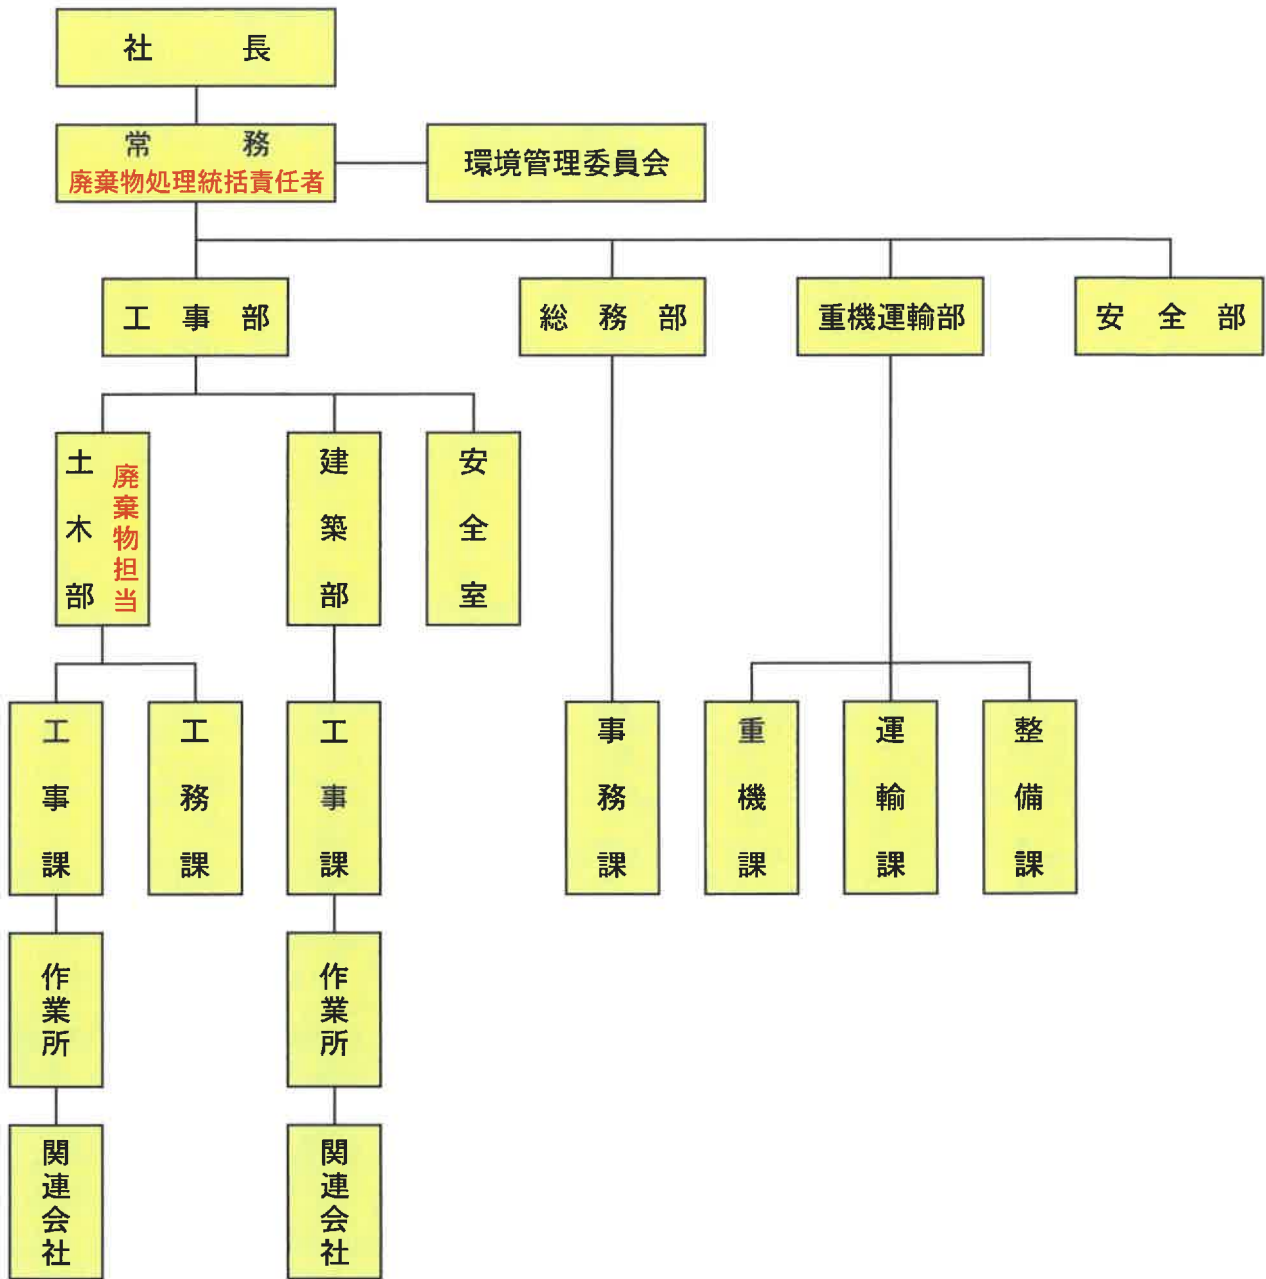 社　長
常　務
廃棄物処理統括責任者
環境管理委員会
工　事　部
総　務　部
重機運輸部
安　全　部
土木部
廃棄物担当
建築部
安全室
工事課
工務課
工事課
事務課
重機課
運輸課
整備課
作業所
作業所
関連会社
関連会社